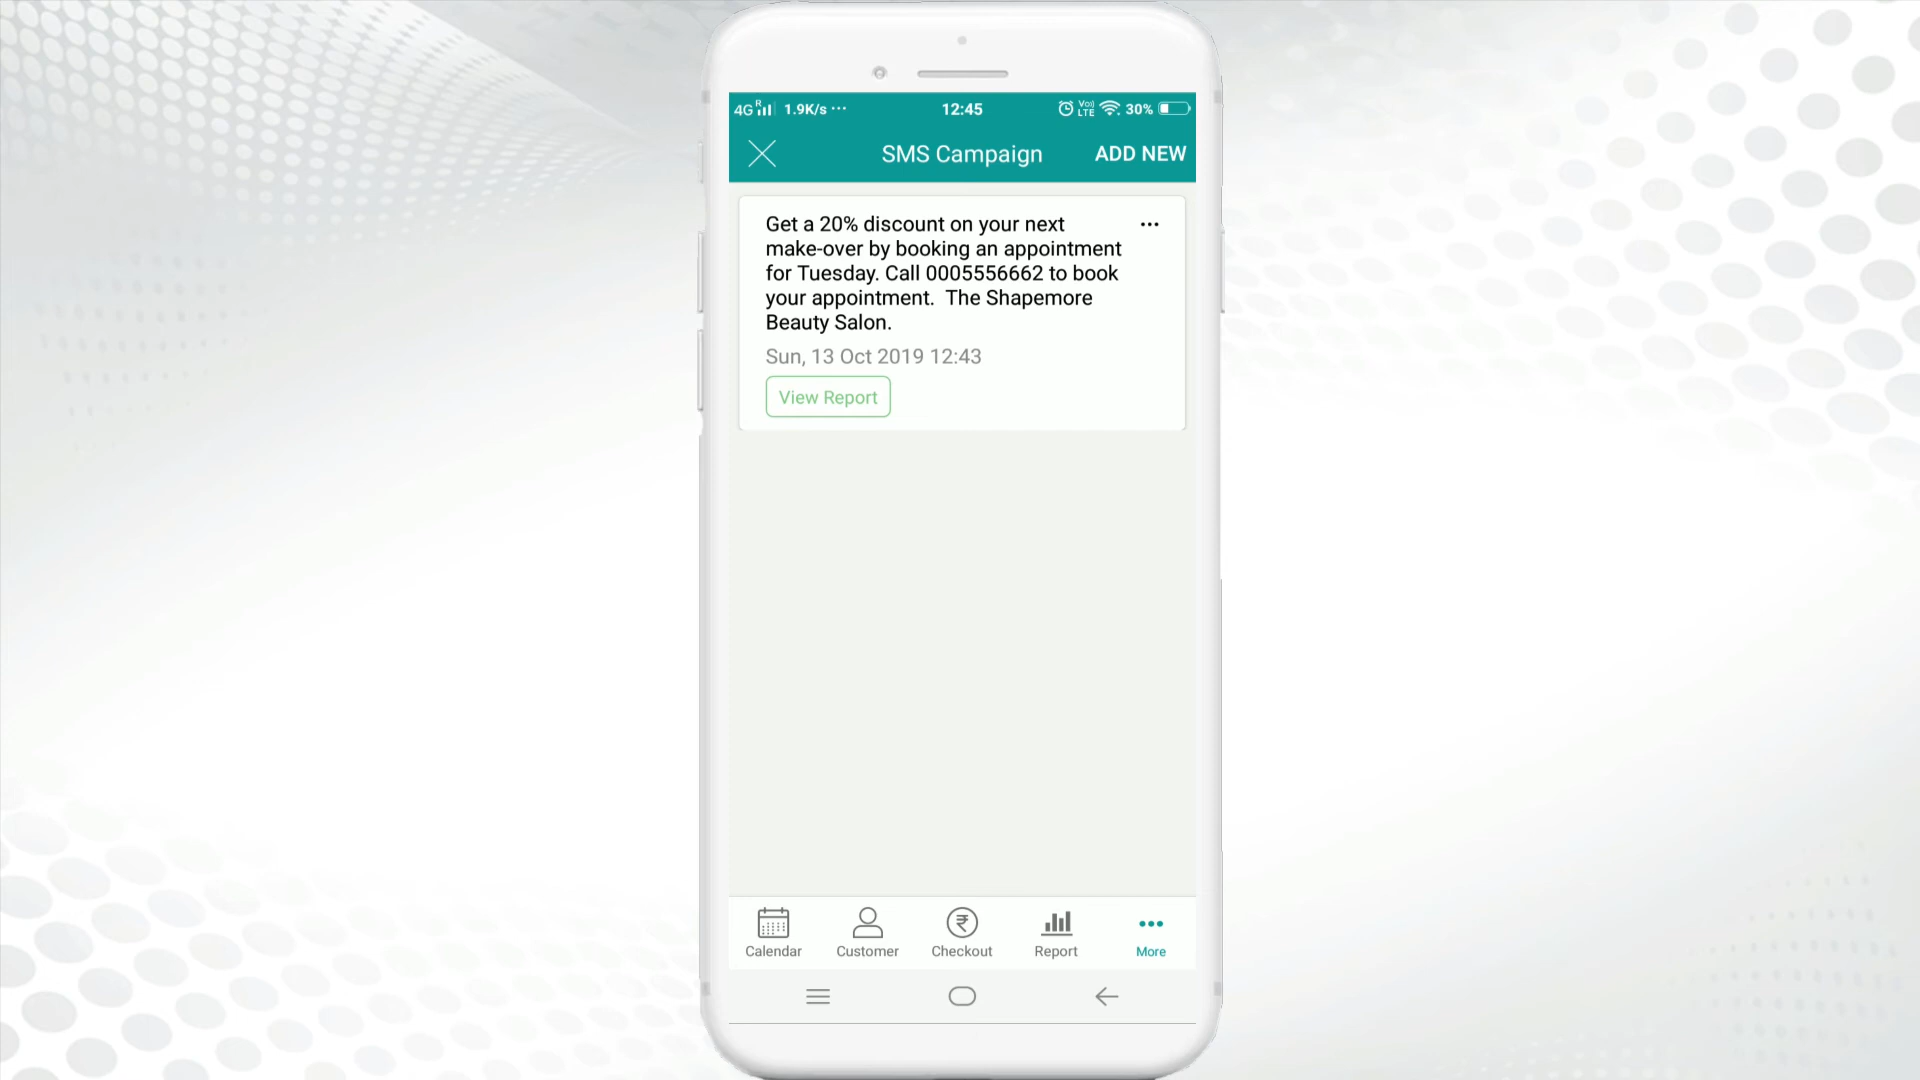 4G R 1.9K/s ... 12:45 Vo) LTE 30%
SMS Campaign ADD NEW
Get a 20% discount on your next
make-over by booking an appointment
for Tuesday. Call 0005556662 to book
your appointment.  The Shapemore
Beauty Salon.
Sun, 13 Oct 2019 12:43
View Report
Calendar Customer Checkout Report More